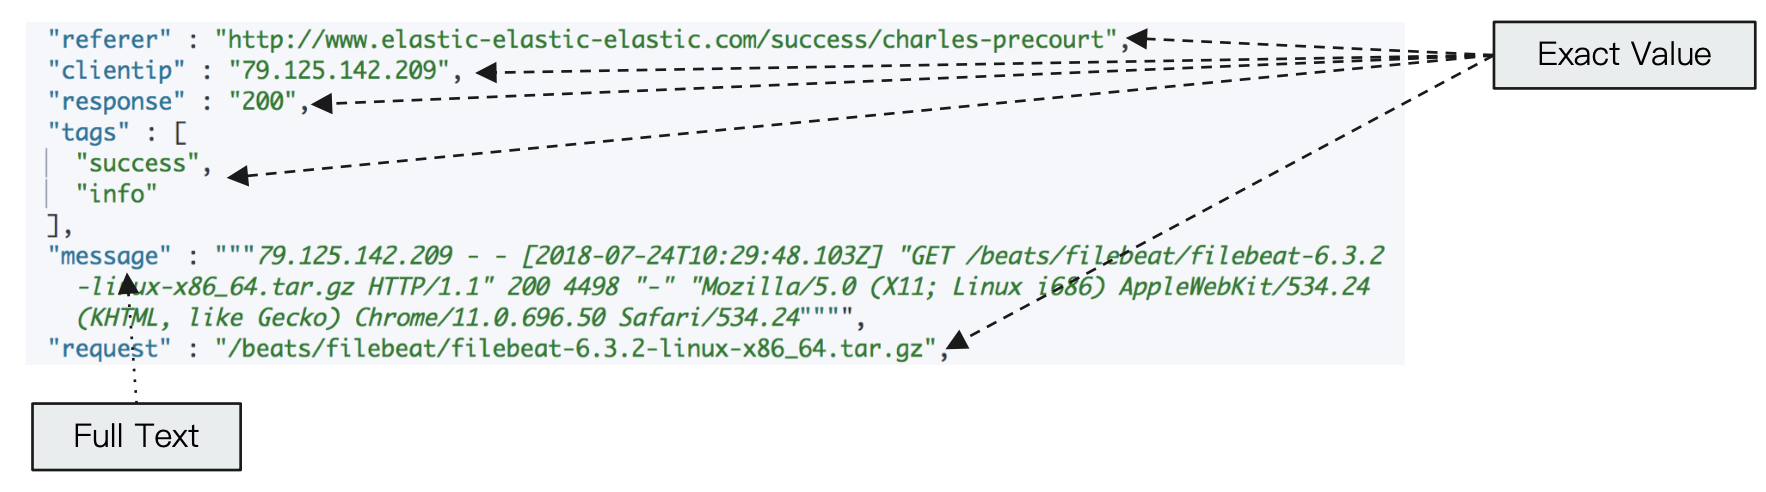 "referer" : "http://www.elastic-elastic-elastic.com/success/charles-precourt",
Exact Value
"clientip" : "79.125.142.209",
"response" : "200",
"tags" : [
"success",
"info"
],
"message" : """79.125.142.209 - - [2018-07-24T10:29:48.103Z] "GET /beats/filebeat/filebeat-6.3.2
-linux-x86_64.tar.gz HTTP/1.1" 200 4498 "-" "Mozilla/5.0 (X11; Linux i686) AppleWebKit/534.24
(KHTML, like Gecko) Chrome/11.0.696.50 Safari/534.24"""",
"request" : "/beats/filebeat/filebeat-6.3.2-linux-x86_64.tar.gz",
Full Text